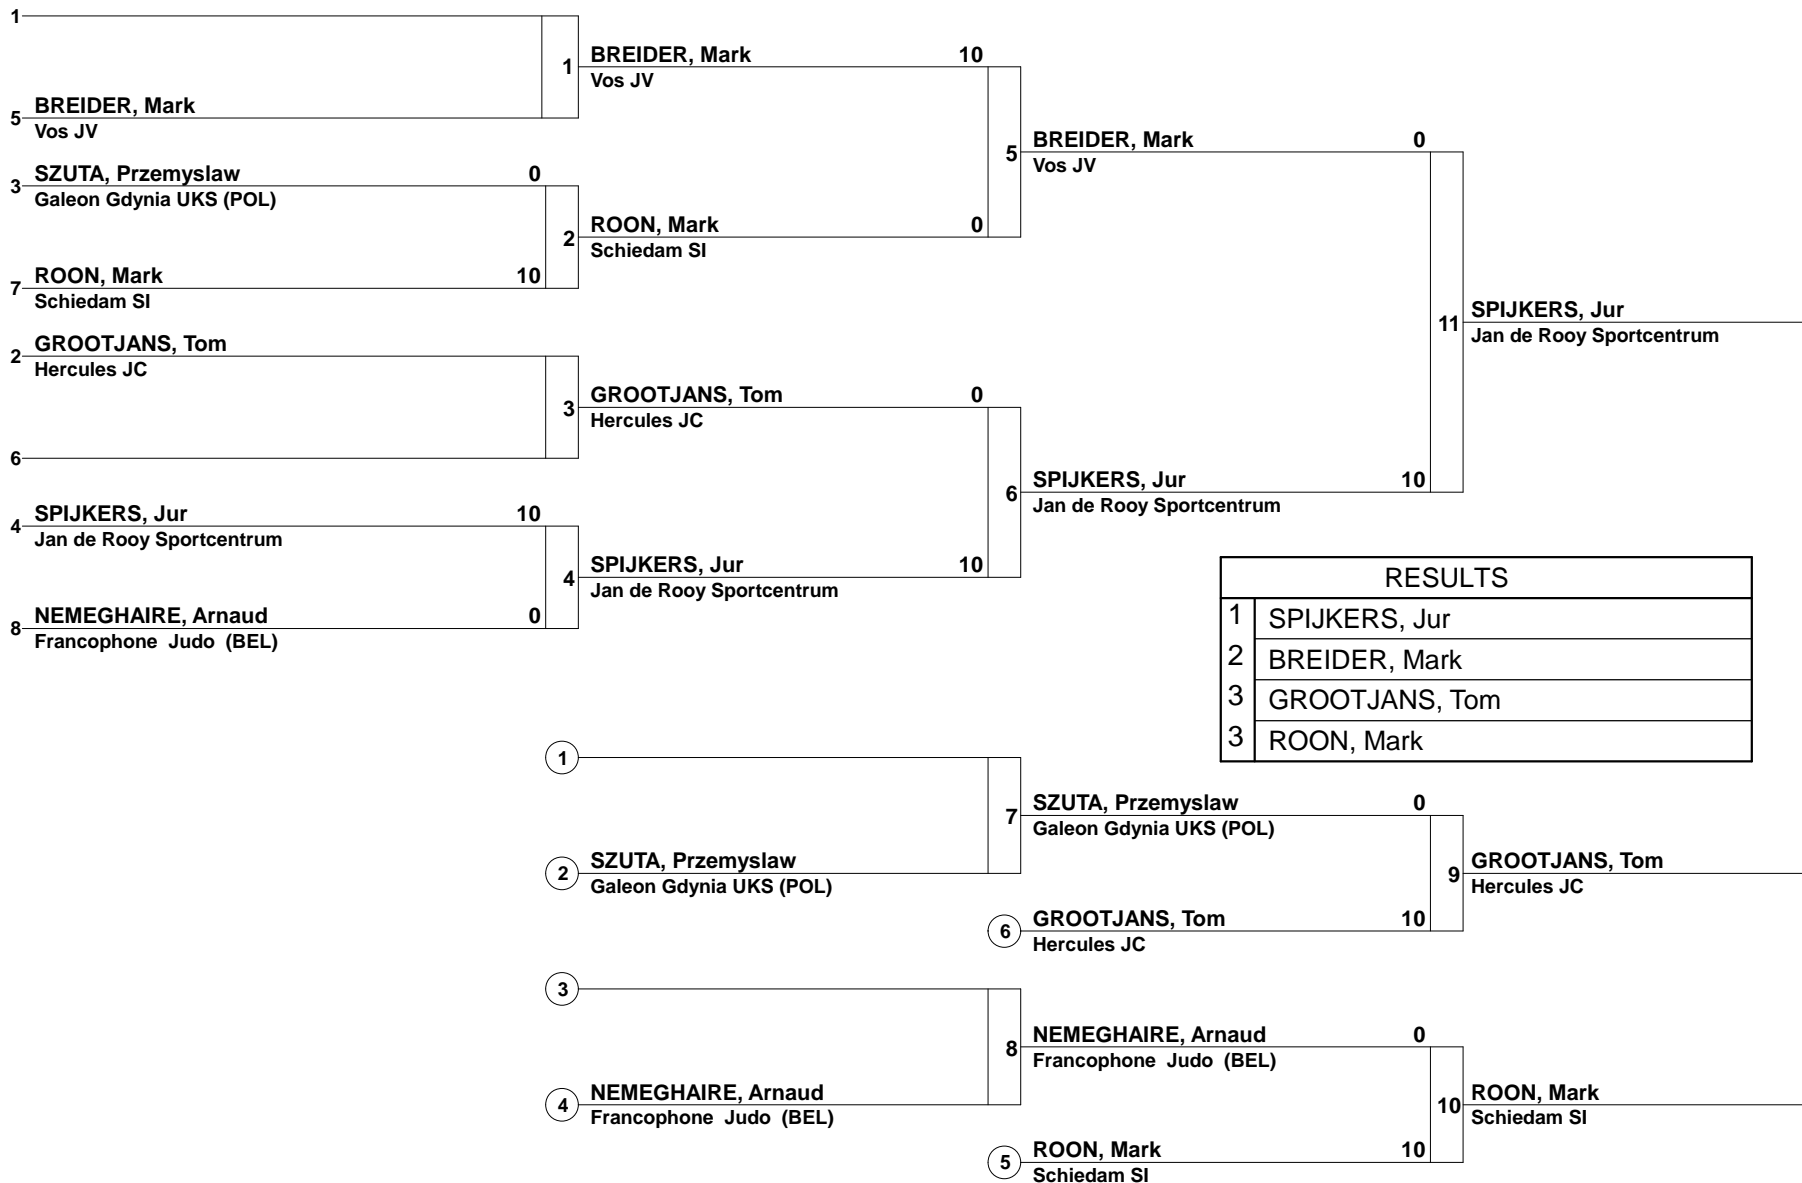 1
5 BREIDER, Mark
Vos JV
1 BREIDER, Mark 10
Vos JV
3 SZUTA, Przemyslaw 0
Galeon Gdynia UKS (POL)
7 ROON, Mark 10
Schiedam SI
2 ROON, Mark 0
Schiedam SI
5 BREIDER, Mark 0
Vos JV
2 GROOTJANS, Tom
Hercules JC
6
3 GROOTJANS, Tom 0
Hercules JC
4 SPIJKERS, Jur 10
Jan de Rooy Sportcentrum
8 NEMEGHAIRE, Arnaud 0
Francophone Judo (BEL)
4 SPIJKERS, Jur 10
Jan de Rooy Sportcentrum
6 SPIJKERS, Jur 10
Jan de Rooy Sportcentrum
11 SPIJKERS, Jur
Jan de Rooy Sportcentrum
RESULTS
1 SPIJKERS, Jur
2 BREIDER, Mark
3 GROOTJANS, Tom
3 ROON, Mark
1
2 SZUTA, Przemyslaw
Galeon Gdynia UKS (POL)
7 SZUTA, Przemyslaw 0
Galeon Gdynia UKS (POL)
6 GROOTJANS, Tom 10
Hercules JC
9 GROOTJANS, Tom
Hercules JC
3
4 NEMEGHAIRE, Arnaud
Francophone Judo (BEL)
8 NEMEGHAIRE, Arnaud 0
Francophone Judo (BEL)
5 ROON, Mark 10
Schiedam SI
10 ROON, Mark
Schiedam SI